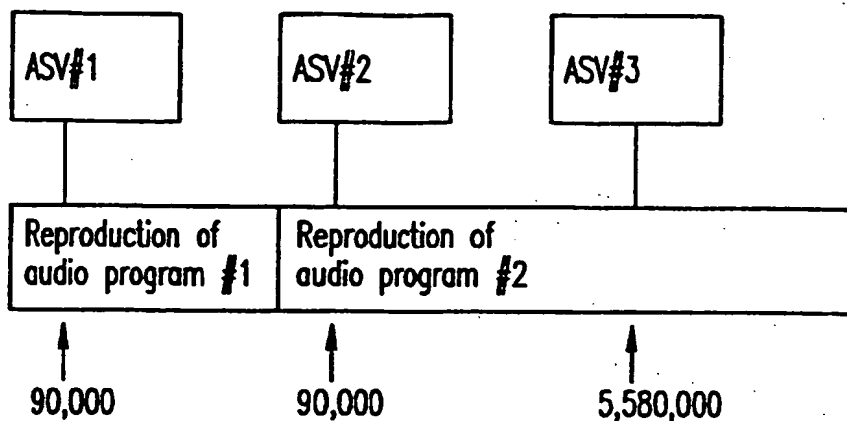 ASV#1
ASV#2
ASV#3
Reproduction of
audio program #1
Reproduction of
audio program #2
90,000
90,000
5,580,000